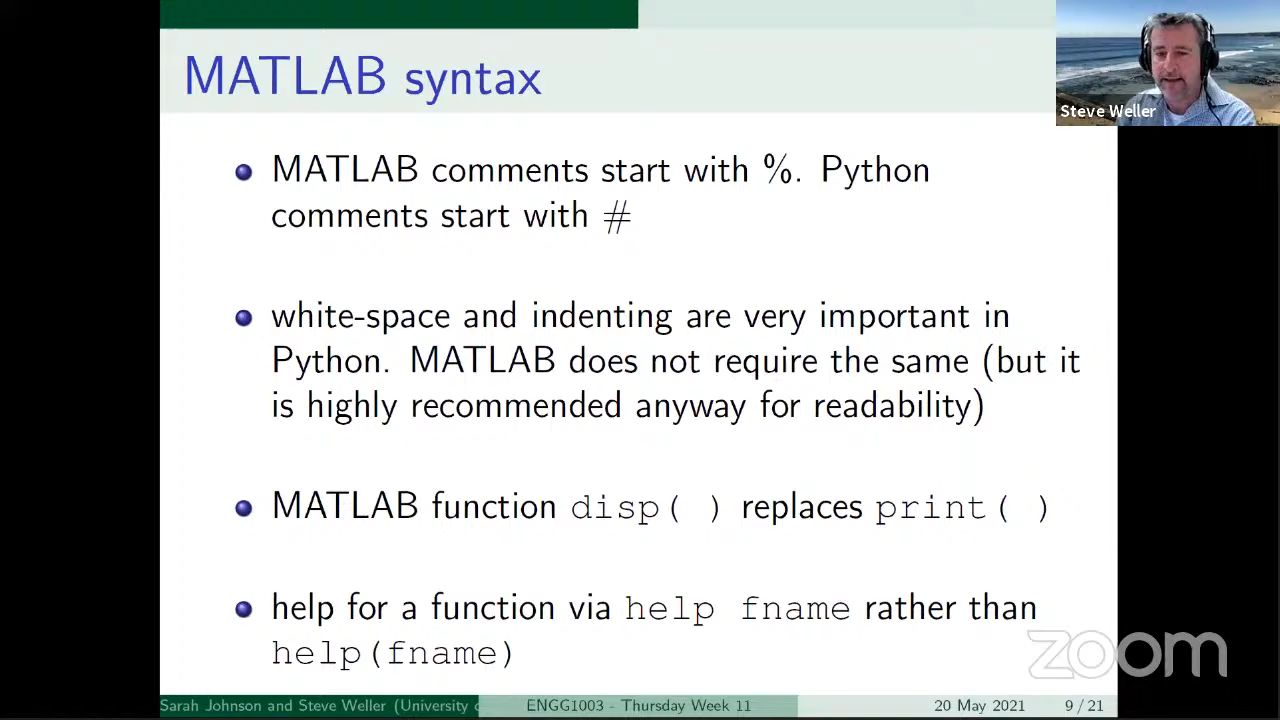 MATLAB syntax
Steve Weller
MATLAB comments start with %. Python
comments start with #
white-space and indenting are very important in
Python. MATLAB does not require the same (but it
is highly recommended anyway for readability)
MATLAB function disp( ) replaces print( )
help for a function via help fname rather than
help(fname)
zoom
Sarah Johnson and Steve Weller (University ENGG1003 - Thursday Week 11 20 May 2021 9 / 21